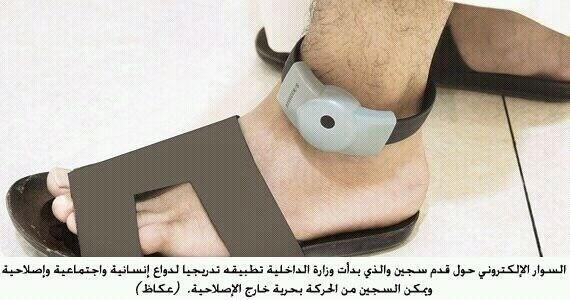 السوار الإلكتروني حول قدم سجين والذي بدأت وزارة الداخلية تطبيقه تدريجيا لدواع إنسانية واجتماعية وإصلاحية
ويمكن السجين من الحركة بحرية خارج الإصلاحية. (عكاظ)